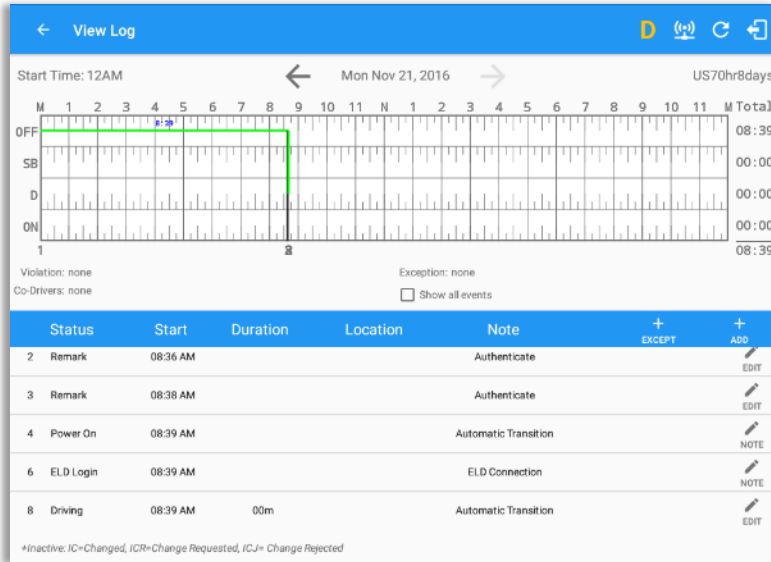 View Log D
Start Time: 12AM Mon Nov 21, 2016 US70hr8days
M 1 2 3 4 5 6 7 8 9 10 11 N 1 2 3 4 5 6 7 8 9 10 11 M Total
8:39
OFF 08:39
SB 00:00
D 00:00
ON 00:00
1 08:39
Violation: none Exception: none
Co-Drivers: none Show all events
Status Start Duration Location Note + EXCEPT + ADD
2 Remark 08:36 AM Authenticate EDIT
3 Remark 08:38 AM Authenticate EDIT
4 Power On 08:39 AM Automatic Transition NOTE
6 ELD Login 08:39 AM ELD Connection NOTE
8 Driving 08:39 AM 00m Automatic Transition EDIT
*Inactive: IC=Changed, ICR=Change Requested, ICJ= Change Rejected